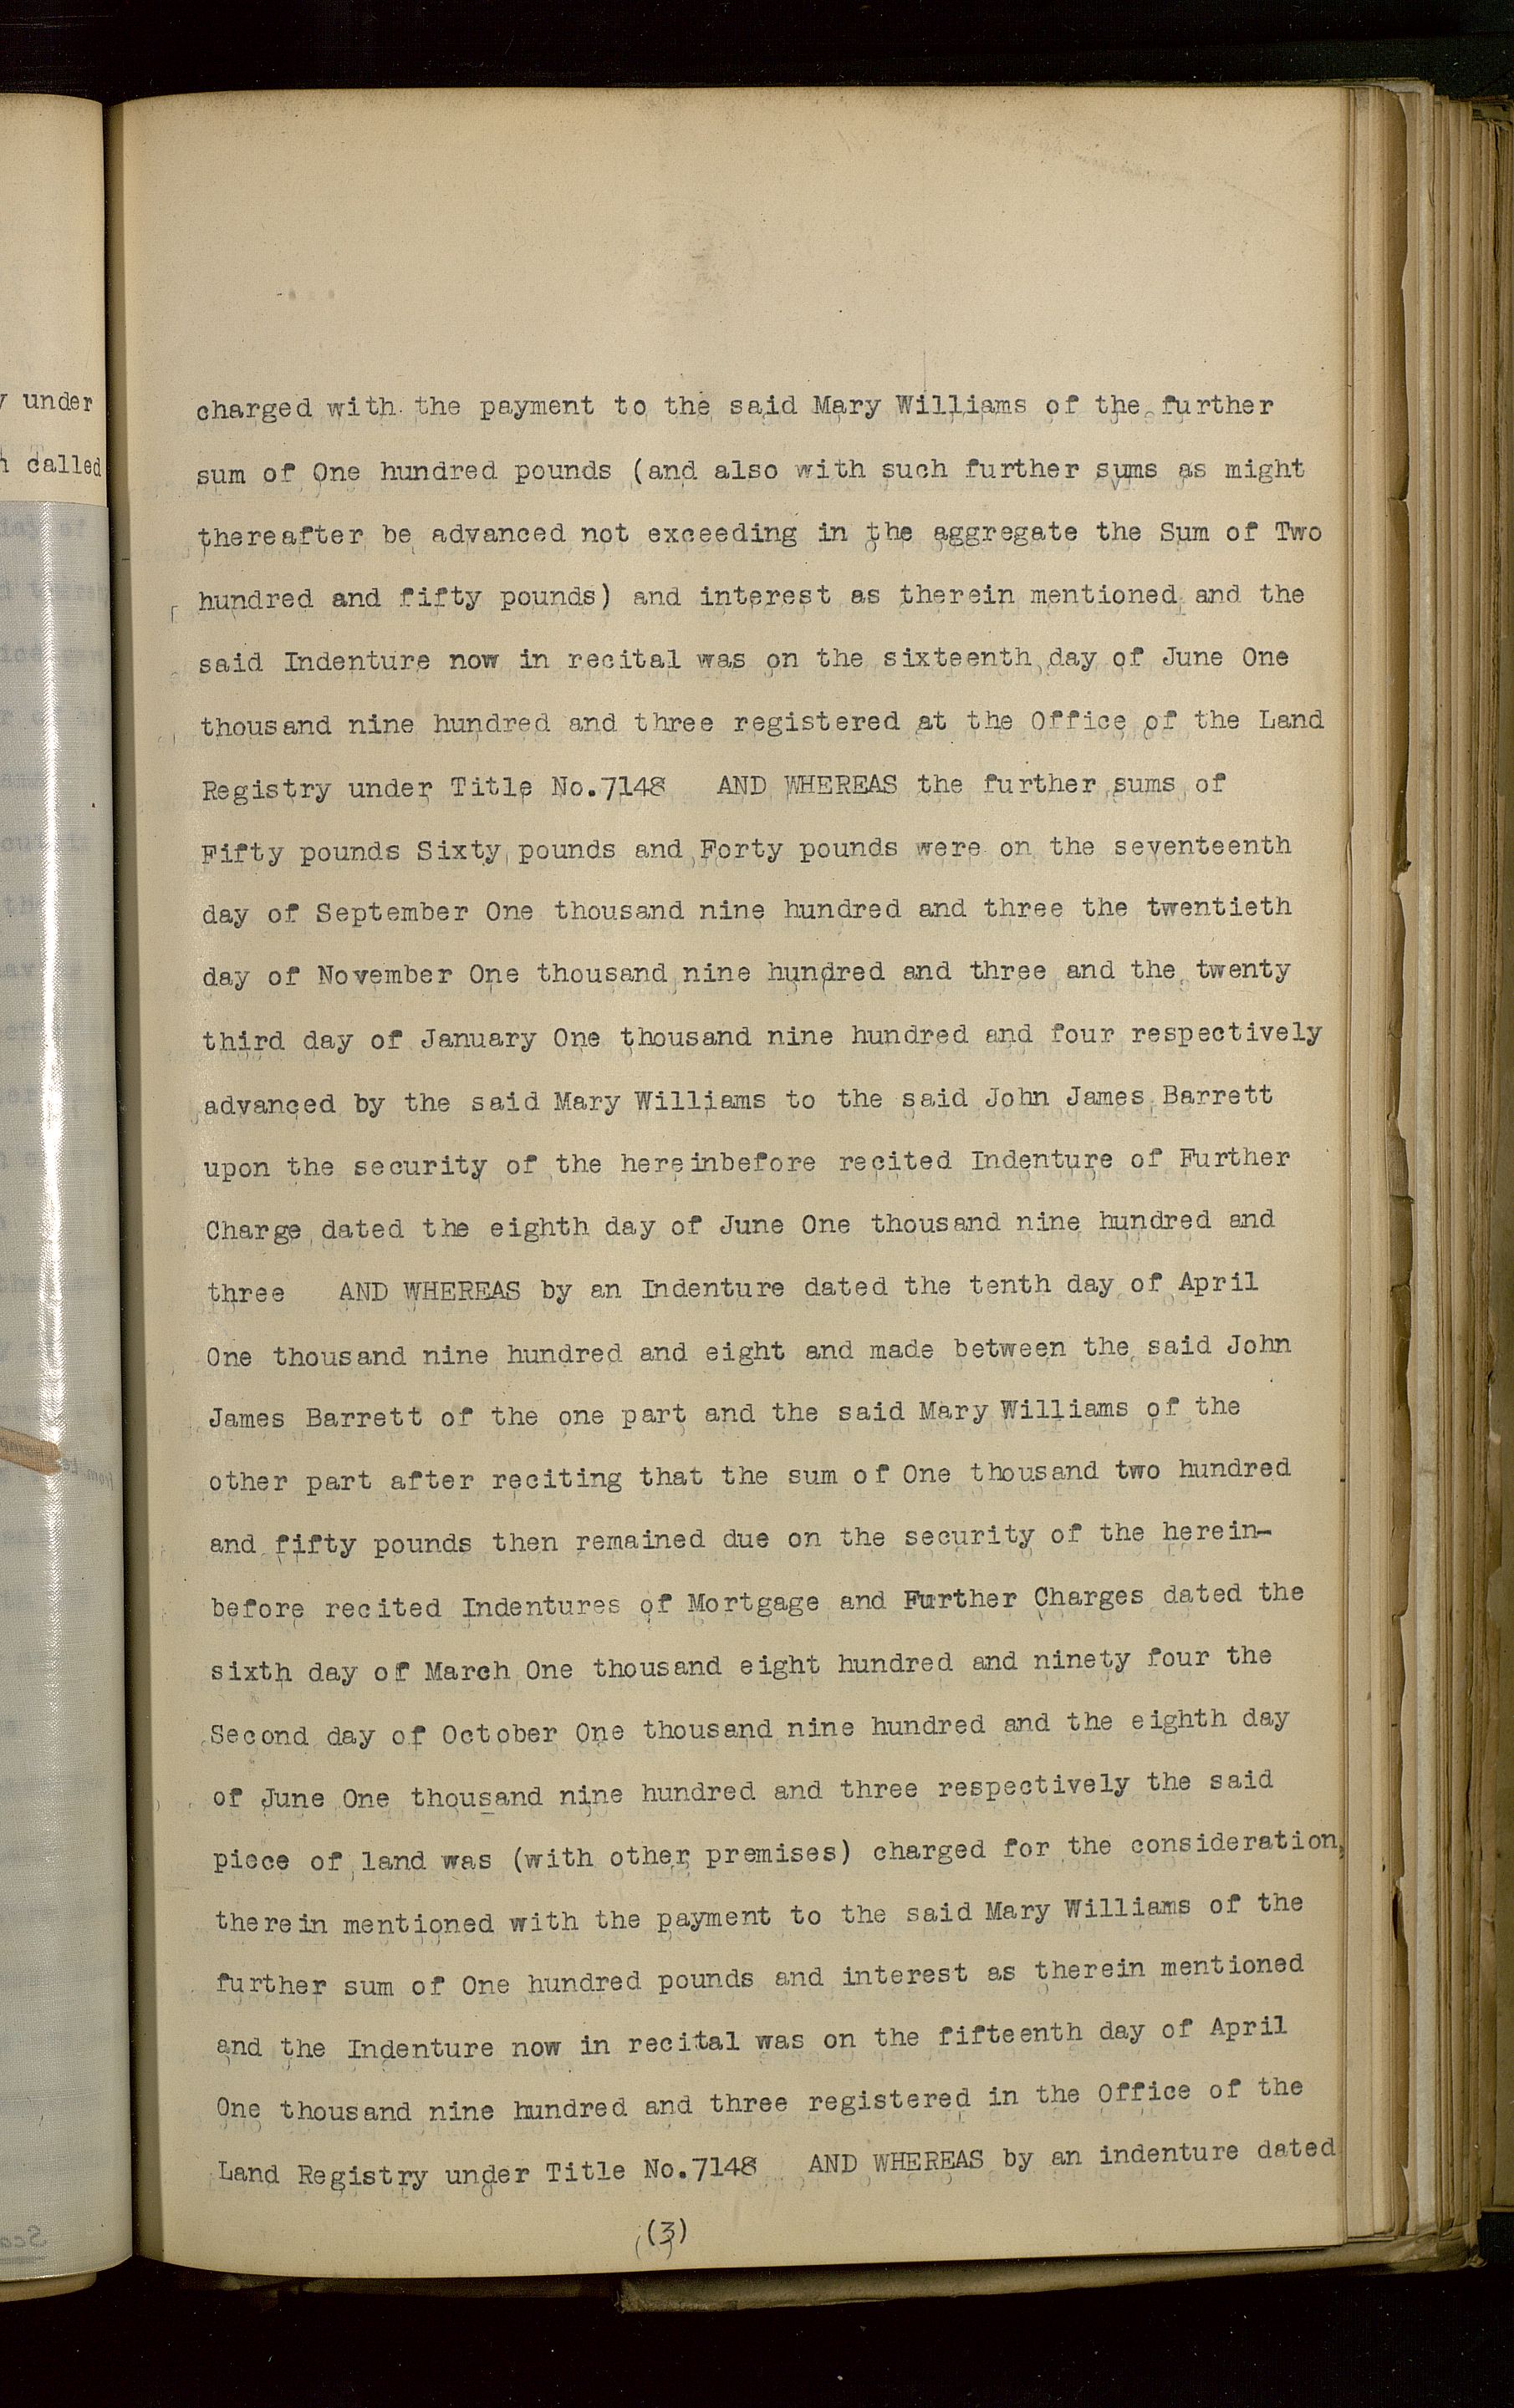 under
called
charged with the payment to the said Mary Williams of the further
sum of One hundred pounds (and also with such further sums as might
thereafter be advanced not exceeding in the aggregate the Sum of Two
hundred and fifty pounds) and interest as therein mentioned and the
said Indenture now in recital was on the sixteenth day of June One
thousand nine hundred and three registered at the Office of the Land
Registry under Title No.7148 AND WHEREAS the further sums of
Fifty pounds Sixty pounds and Forty pounds were on the seventeenth
day of September One thousand nine hundred and three the twentieth
day of November One thousand nine hundred and three and the twenty
third day of January One thousand nine hundred and four respectively
advanced by the said Mary Williams to the said John James Barrett
upon the security of the hereinbefore recited Indenture of Further
Charge dated the eighth day of June One thousand nine hundred and
three AND WHEREAS by an Indenture dated the tenth day of April
One thousand nine hundred and eight and made between the said John
James Barrett of the one part and the said Mary Williams of the
other part after reciting that the sum of One thousand two hundred
and fifty pounds then remained due on the security of the herein-
before recited Indentures of Mortgage and Further Charges dated the
sixth day of March One thousand eight hundred and ninety four the
Second day of October One thousand nine hundred and the eighth day
of June One thousand nine hundred and three respectively the said
piece of land was (with other premises) charged for the consideration,
therein mentioned with the payment to the said Mary Williams of the
further sum of One hundred pounds and interest as therein mentioned
and the Indenture now in recital was on the fifteenth day of April
One thousand nine hundred and three registered in the Office of the
Land Registry under Title No.7148 AND WHEREAS by an indenture dated
(3)